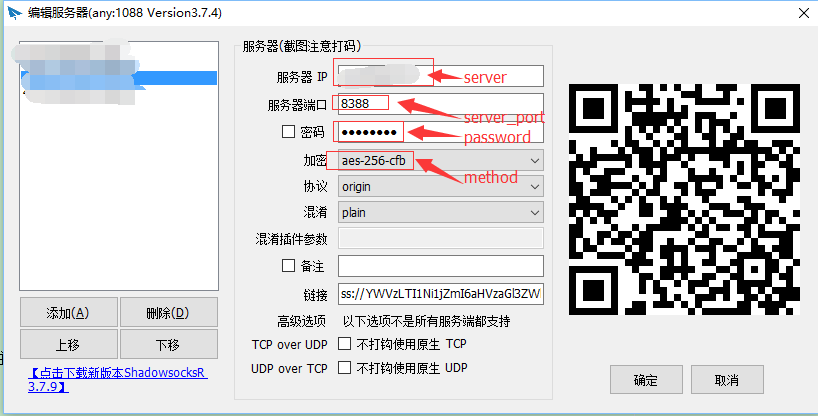 编辑服务器(any:1088 Version3.7.4)
服务器(截图注意打码)
服务器 IP
server
服务器端口
8388
server_port
密码
●●●●●●●●
password
加密
aes-256-cfb
method
协议
origin
混淆
plain
混淆插件参数
备注
链接
ss://YWVzLTI1Ni1jZmI6aHVzaGl3ZW
高级选项
以下选项不是所有服务端都支持
TCP over UDP
不打钩使用原生 TCP
UDP over TCP
不打钩使用原生 UDP
添加(A)
删除(D)
上移
下移
【点击下载新版本ShadowsocksR
3.7.9】
确定
取消